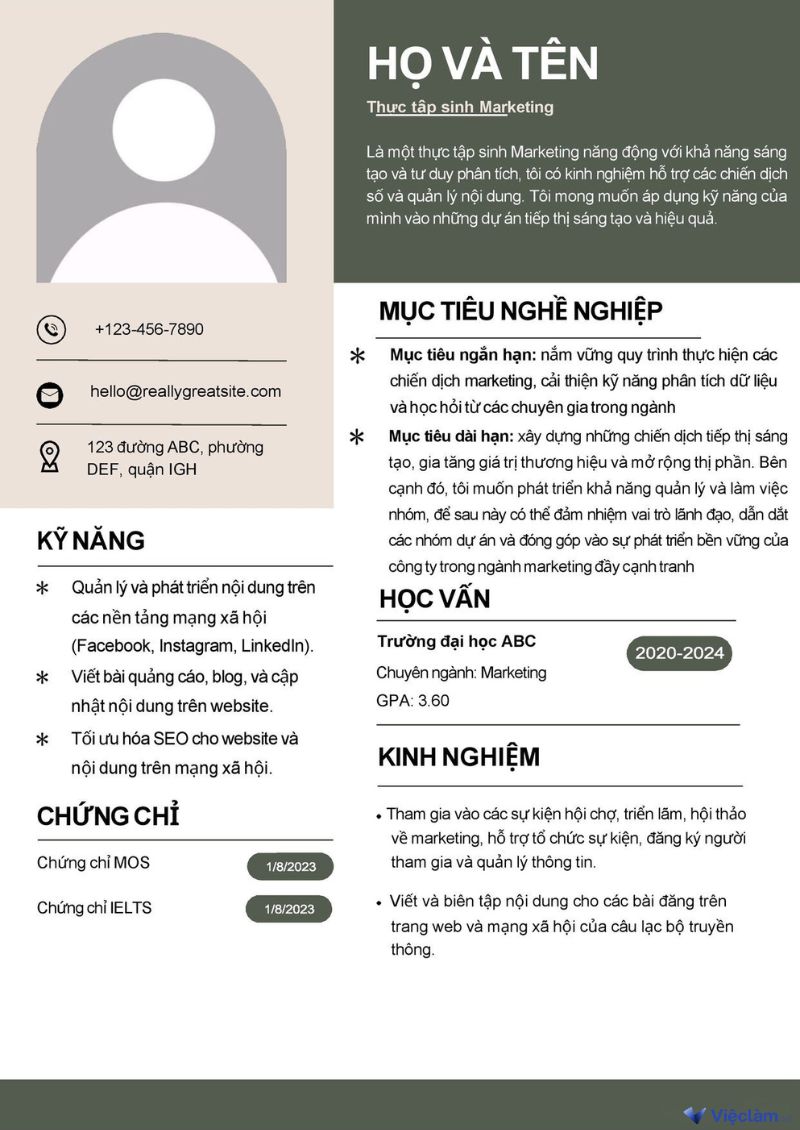 HỌ VÀ TÊN
Thực tập sinh Marketing
Là một thực tập sinh Marketing năng động với khả năng sáng
tạo và tư duy phân tích, tôi có kinh nghiệm hỗ trợ các chiến dịch
số và quản lý nội dung. Tôi mong muốn áp dụng kỹ năng của
mình vào những dự án tiếp thị sáng tạo và hiệu quả.
+123-456-7890
hello@reallygreatsite.com
123 đường ABC, phường
DEF, quận IGH
KỸ NĂNG
Quản lý và phát triển nội dung trên
các nền tảng mạng xã hội
(Facebook, Instagram, LinkedIn).
Viết bài quảng cáo, blog, và cập
nhật nội dung trên website.
Tối ưu hóa SEO cho website và
nội dung trên mạng xã hội.
CHỨNG CHỈ
Chứng chỉ MOS 1/8/2023
Chứng chỉ IELTS 1/8/2023
MỤC TIÊU NGHỀ NGHIỆP
Mục tiêu ngắn hạn: nắm vững quy trình thực hiện các
chiến dịch marketing, cải thiện kỹ năng phân tích dữ liệu
và học hỏi từ các chuyên gia trong ngành
Mục tiêu dài hạn: xây dựng những chiến dịch tiếp thị sáng
tạo, gia tăng giá trị thương hiệu và mở rộng thị phần. Bên
cạnh đó, tôi muốn phát triển khả năng quản lý và làm việc
nhóm, để sau này có thể đảm nhiệm vai trò lãnh đạo, dẫn dắt
các nhóm dự án và đóng góp vào sự phát triển bền vững của
công ty trong ngành marketing đầy cạnh tranh
HỌC VẤN
Trường đại học ABC 2020-2024
Chuyên ngành: Marketing
GPA: 3.60
KINH NGHIỆM
• Tham gia vào các sự kiện hội chợ, triển lãm, hội thảo
về marketing, hỗ trợ tổ chức sự kiện, đăng ký người
tham gia và quản lý thông tin.
• Viết và biên tập nội dung cho các bài đăng trên
trang web và mạng xã hội của câu lạc bộ truyền
thông.
Việclàm